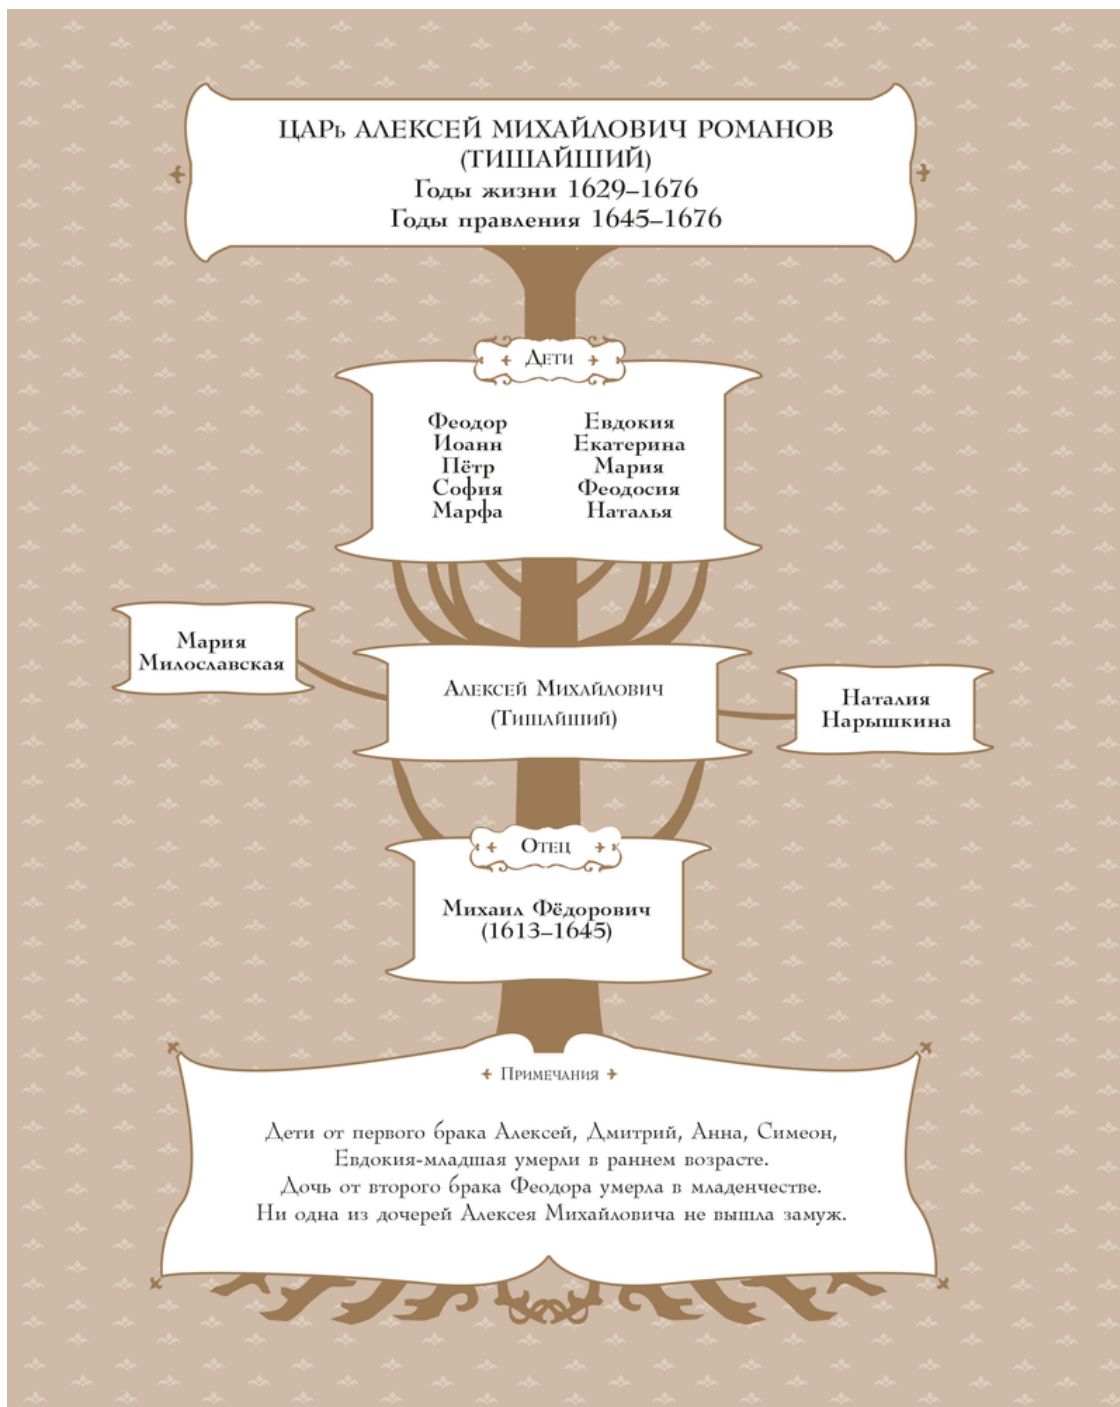 ЦАРЬ АЛЕКСЕЙ МИХАЙЛОВИЧ РОМАНОВ
(ТИШАЙШИЙ)
Годы жизни 1629–1676
Годы правления 1645–1676
Дети
Феодор
Иоанн
Пётр
София
Марфа
Евдокия
Екатерина
Мария
Феодосия
Наталья
Мария
Милославская
Алексей Михайлович
(Тишайший)
Наталия
Нарышкина
Отец
Михаил Фёдорович
(1613–1645)
Примечания
Дети от первого брака Алексей, Дмитрий, Анна, Симеон,
Евдокия-младшая умерли в раннем возрасте.
Дочь от второго брака Феодора умерла в младенчестве.
Ни одна из дочерей Алексея Михайловича не вышла замуж.